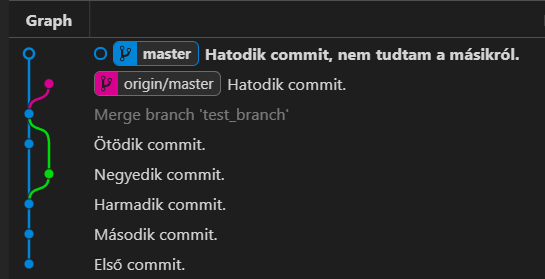 Graph
master Hatodik commit, nem tudtam a másikról.
origin/master Hatodik commit.
Merge branch 'test_branch'
Ötödik commit.
Negyedik commit.
Harmadik commit.
Második commit.
Első commit.